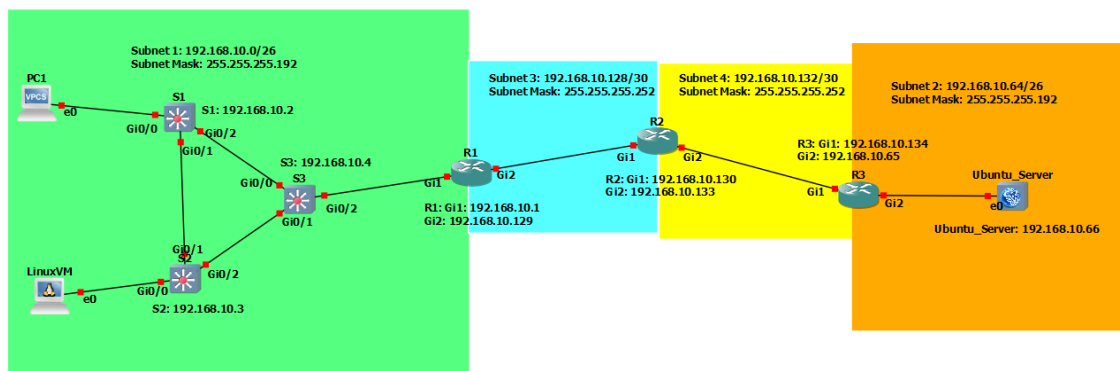 Subnet 1: 192.168.10.0/26
Subnet Mask: 255.255.255.192
PC1
VPCS
e0
S1
S1: 192.168.10.2
Gi0/0
Gi0/2
Gi0/1
S3: 192.168.10.4
S3
Gi0/0
Gi0/2
Gi0/1
Gi0/1
S2
Gi0/2
Gi0/0
LinuxVM
e0
S2: 192.168.10.3
R1
Gi1
Gi2
R1: Gi1: 192.168.10.1
Gi2: 192.168.10.129
Subnet 3: 192.168.10.128/30
Subnet Mask: 255.255.255.252
Subnet 4: 192.168.10.132/30
Subnet Mask: 255.255.255.252
R2
Gi1
Gi2
R2: Gi1: 192.168.10.130
Gi2: 192.168.10.133
Subnet 2: 192.168.10.64/26
Subnet Mask: 255.255.255.192
R3: Gi1: 192.168.10.134
Gi2: 192.168.10.65
R3
Gi1
Gi2
Ubuntu_Server
e0
Ubuntu_Server: 192.168.10.66